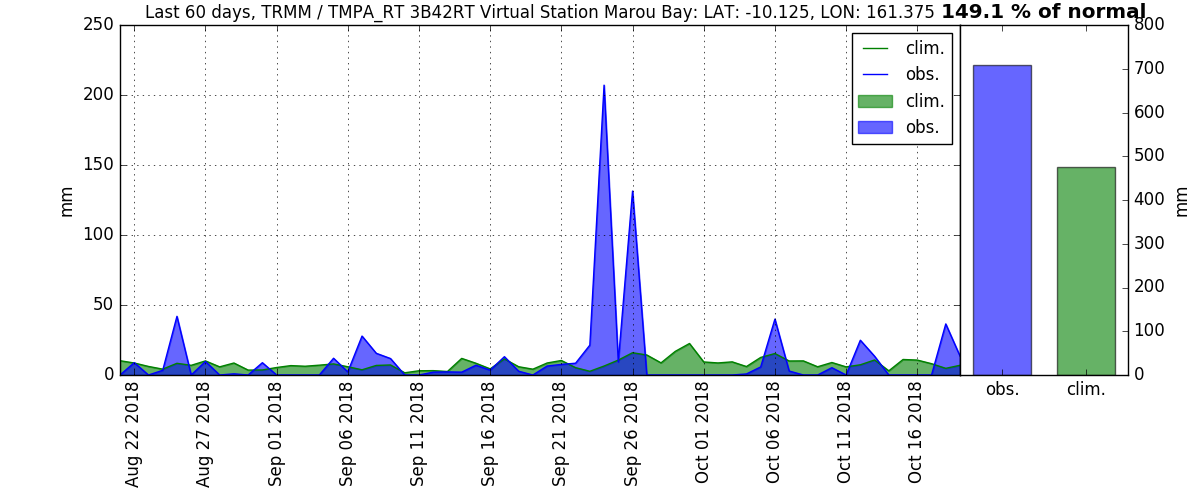 Last 60 days, TRMM / TMPA_RT 3B42RT Virtual Station Marou Bay: LAT: -10.125, LON: 161.375 149.1 % of normal
250
200
150
100
50
0
mm
clim.
obs.
clim.
obs.
800
700
600
500
400
300
200
100
0
mm
obs.
clim.
Aug 22 2018
Aug 27 2018
Sep 01 2018
Sep 06 2018
Sep 11 2018
Sep 16 2018
Sep 21 2018
Sep 26 2018
Oct 01 2018
Oct 06 2018
Oct 11 2018
Oct 16 2018